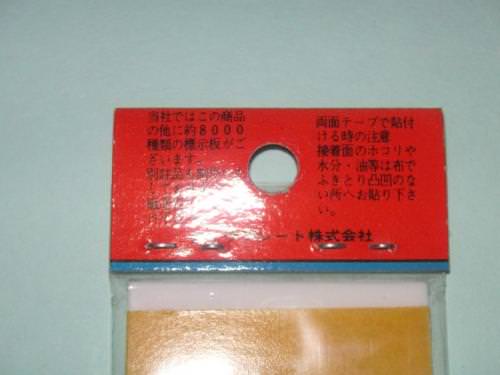 当社ではこの商品
の他に約8000
種類の標示板がご
ざいます。
両面テープで貼付
ける時の注意
接着面のホコリや
水分・油等は布で
ふきとり凸凹のな
い所へお貼り下さ
い。
レート株式会社